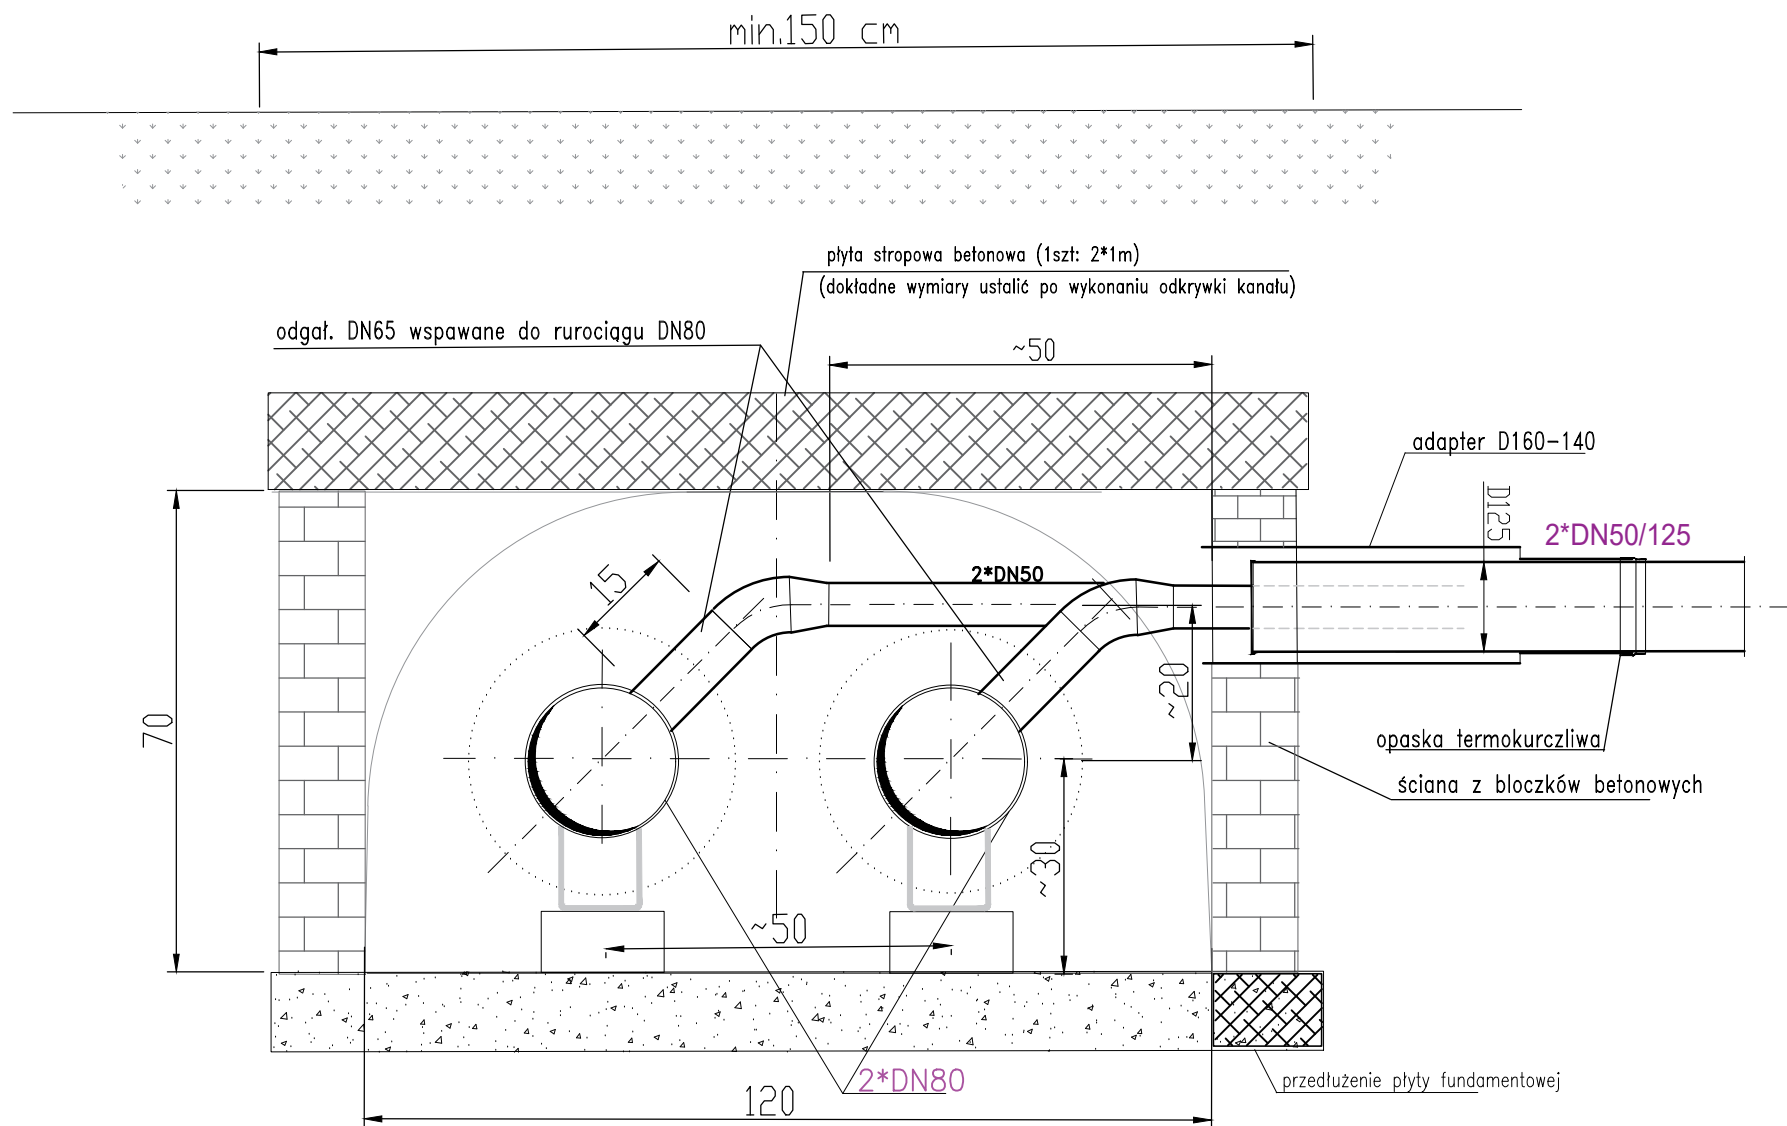 min.150 cm
płyta stropowa betonowa (1szt: 2*1m)
(dokładne wymiary ustalić po wykonaniu odkrywki kanału)
odgał. DN65 wspawane do rurociągu DN80
~50
adapter D160-140
D125
2*DN50/125
2*DN50
15
~20
70
opaska termokurczliwa
ściana z bloczków betonowych
~30
~50
2*DN80
przedłużenie płyty fundamentowej
120